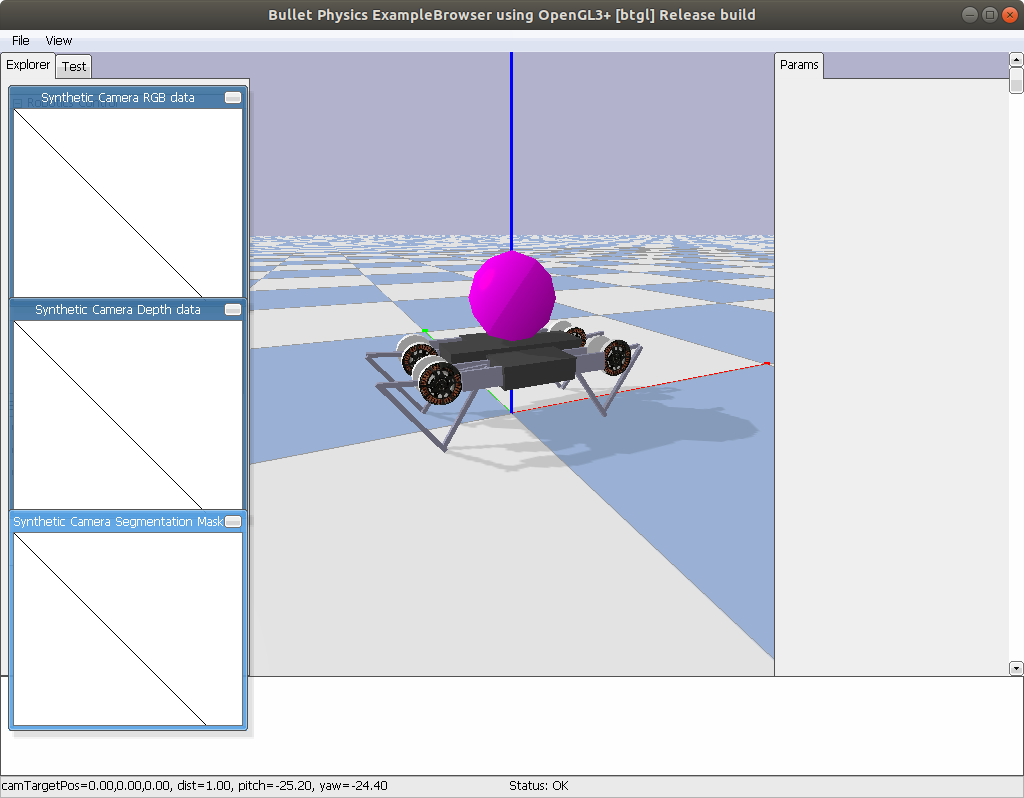 Bullet Physics ExampleBrowser using OpenGL3+ [btgl] Release build
File View
Explorer Test
Params
Synthetic Camera RGB data
Synthetic Camera Depth data
Synthetic Camera Segmentation Mask
camTargetPos=0.00,0.00,0.00, dist=1.00, pitch=-25.20, yaw=-24.40
Status: OK